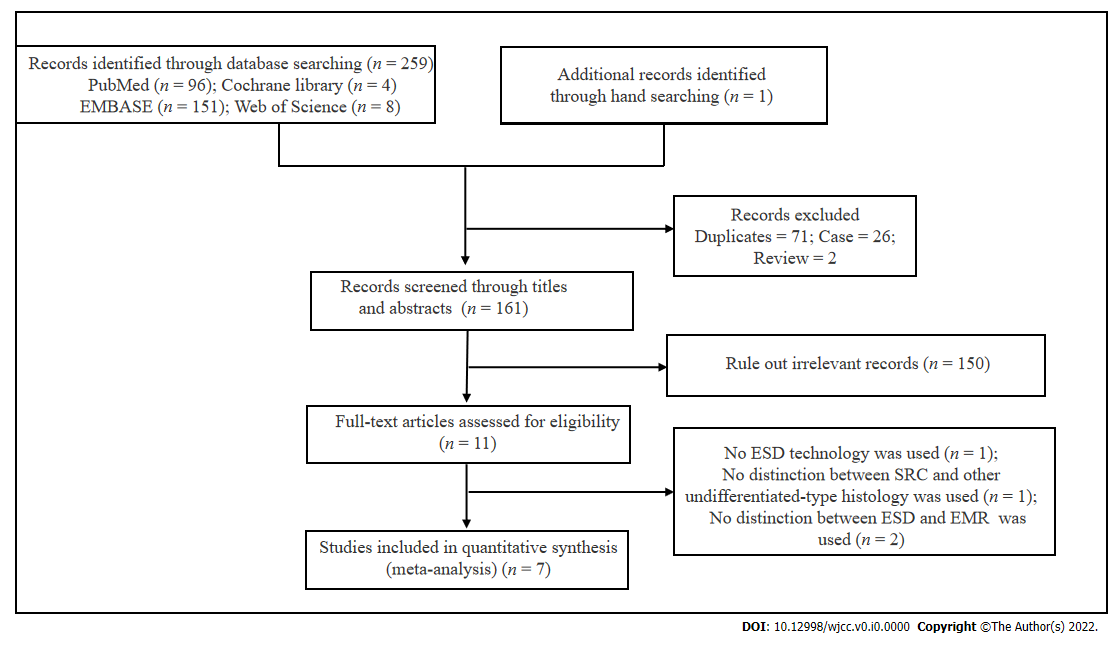 Records identified through database searching (n = 259)
PubMed (n = 96); Cochrane library (n = 4)
EMBASE (n = 151); Web of Science (n = 8)
Additional records identified
through hand searching (n = 1)
Records excluded
Duplicates = 71; Case = 26;
Review = 2
Records screened through titles
and abstracts (n = 161)
Rule out irrelevant records (n = 150)
Full-text articles assessed for eligibility
(n = 11)
No ESD technology was used (n = 1);
No distinction between SRC and other
undifferentiated-type histology was used (n = 1);
No distinction between ESD and EMR was
used (n = 2)
Studies included in quantitative synthesis
(meta-analysis) (n = 7)
DOI: 10.12998/wjcc.v0.i0.0000 Copyright ©The Author(s) 2022.